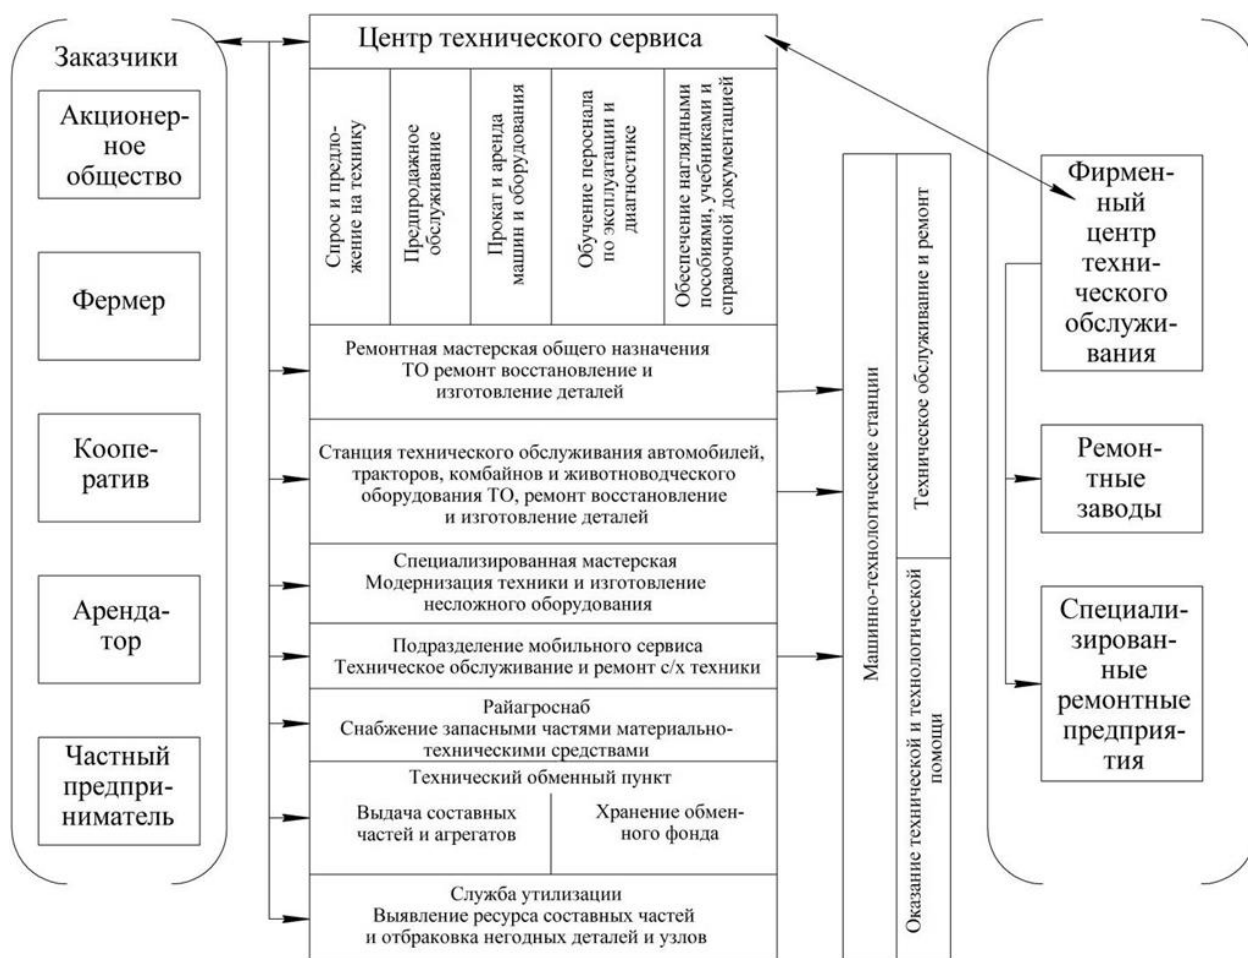 Заказчики
Акционер-
ное
общество
Фермер
Коопе-
ратив
Аренда-
тор
Частный
предпри-
ниматель
Центр технического сервиса
Спрос и предло-
жение на технику
Предпродажное
обслуживание
Прокат и аренда
машин и оборудования
Обучение пероснала
по эксплуатации и
диагностике
Обеспечение наглядными
пособиями, учебниками и
справочной документацией
Ремонтная мастерская общего назначения
ТО ремонт восстановление и
изготовление деталей
Станция технического обслуживания автомобилей,
тракторов, комбайнов и животноводческого
оборудования ТО, ремонт восстановление
и изготовление деталей
Специализированная мастерская
Модернизация техники и изготовление
несложного оборудования
Подразделение мобильного сервиса
Техническое обслуживание и ремонт с/х техники
Райагроснаб
Снабжение запасными частями материально-
техническими средствами
Технический обменный пункт
Выдача составных
частей и агрегатов
Хранение обмен-
ного фонда
Служба утилизации
Выявление ресурса составных частей
и отбраковка негодных деталей и узлов
Машинно-технологические станции
Техническое обслуживание и ремонт
Оказание технической и технологической
помощи
Фирмен-
ный
центр
техни-
ческого
обслужи-
вания
Ремон-
тные
заводы
Специали-
зирован-
ные
ремонтные
предприя-
тия